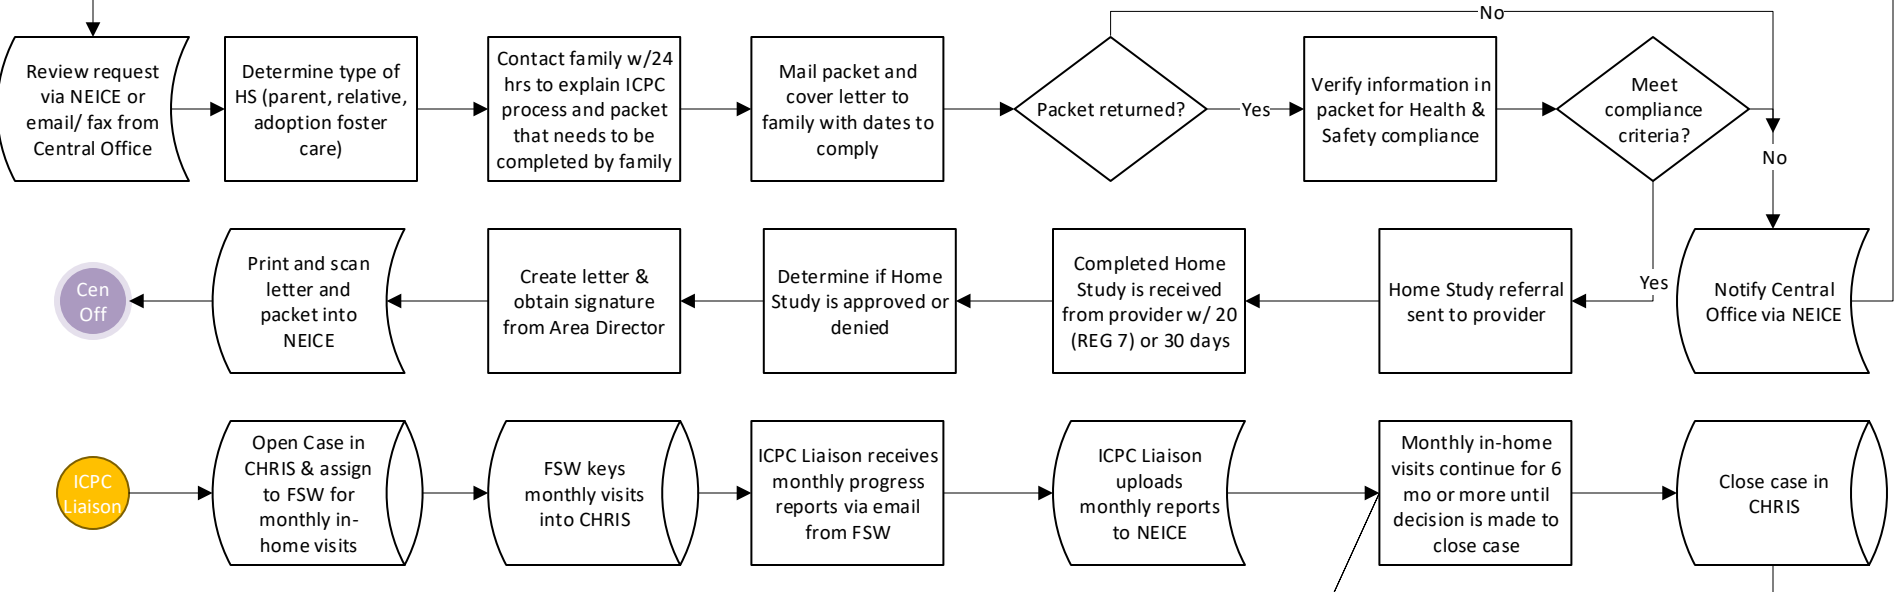 No
Review request
via NEICE or
email/ fax from
Central Office
Determine type of
HS (parent, relative,
adoption foster
care)
Contact family w/24
hrs to explain ICPC
process and packet
that needs to be
completed by family
Mail packet and
cover letter to
family with dates to
comply
Packet returned?
Yes
Verify information in
packet for Health &
Safety compliance
Meet
compliance
criteria?
No
Yes
Cen
Off
Print and scan
letter and
packet into
NEICE
Create letter &
obtain signature
from Area Director
Determine if Home
Study is approved or
denied
Completed Home
Study is received
from provider w/ 20
(REG 7) or 30 days
Home Study referral
sent to provider
Notify Central
Office via NEICE
ICPC
Liaison
Open Case in
CHRIS & assign
to FSW for
monthly in-
home visits
FSW keys
monthly visits
into CHRIS
ICPC Liaison receives
monthly progress
reports via email
from FSW
ICPC Liaison
uploads
monthly reports
to NEICE
Monthly in-home
visits continue for 6
mo or more until
decision is made to
close case
Close case in
CHRIS